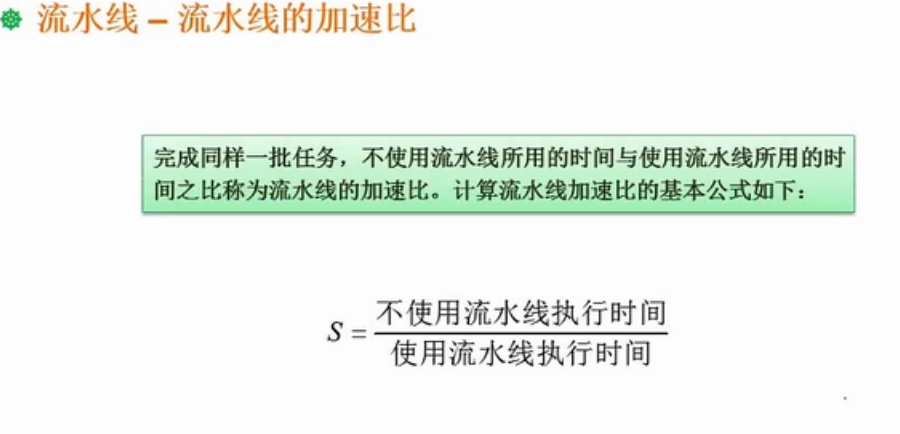 流水线 – 流水线的加速比
完成同样一批任务，不使用流水线所用的时间与使用流水线所用的时
间之比称为流水线的加速比。计算流水线加速比的基本公式如下：
S = 不使用流水线执行时间
使用流水线执行时间